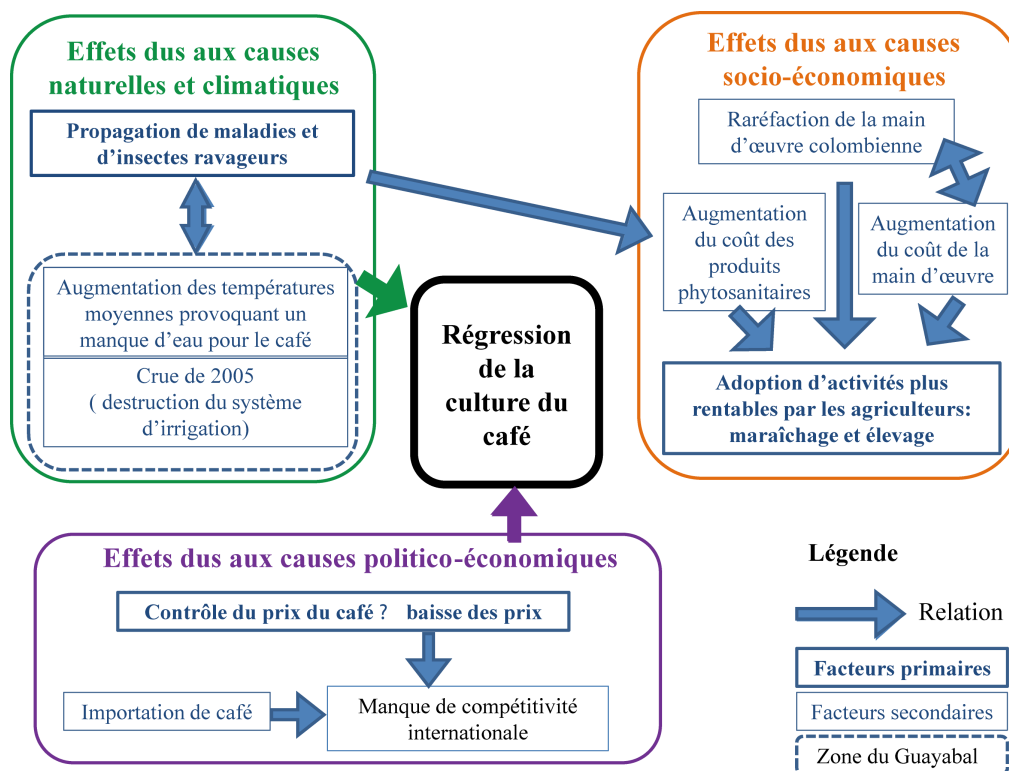 Effets dus aux causes
naturelles et climatiques
Propagation de maladies et
d’insectes ravageurs
Augmentation des températures
moyennes provoquant un
manque d’eau pour le café
Crue de 2005
( destruction du système
d’irrigation)
Effets dus aux causes
socio-économiques
Raréfaction de la main
d’œuvre colombienne
Augmentation
du coût des
produits
phytosanitaires
Augmentation
du coût de la
main d’œuvre
Adoption d’activités plus
rentables par les agriculteurs:
maraîchage et élevage
Régression
de la
culture du
café
Effets dus aux causes politico-économiques
Contrôle du prix du café ? baisse des prix
Importation de café
Manque de compétitivité
internationale
Légende
Relation
Facteurs primaires
Facteurs secondaires
Zone du Guayabal